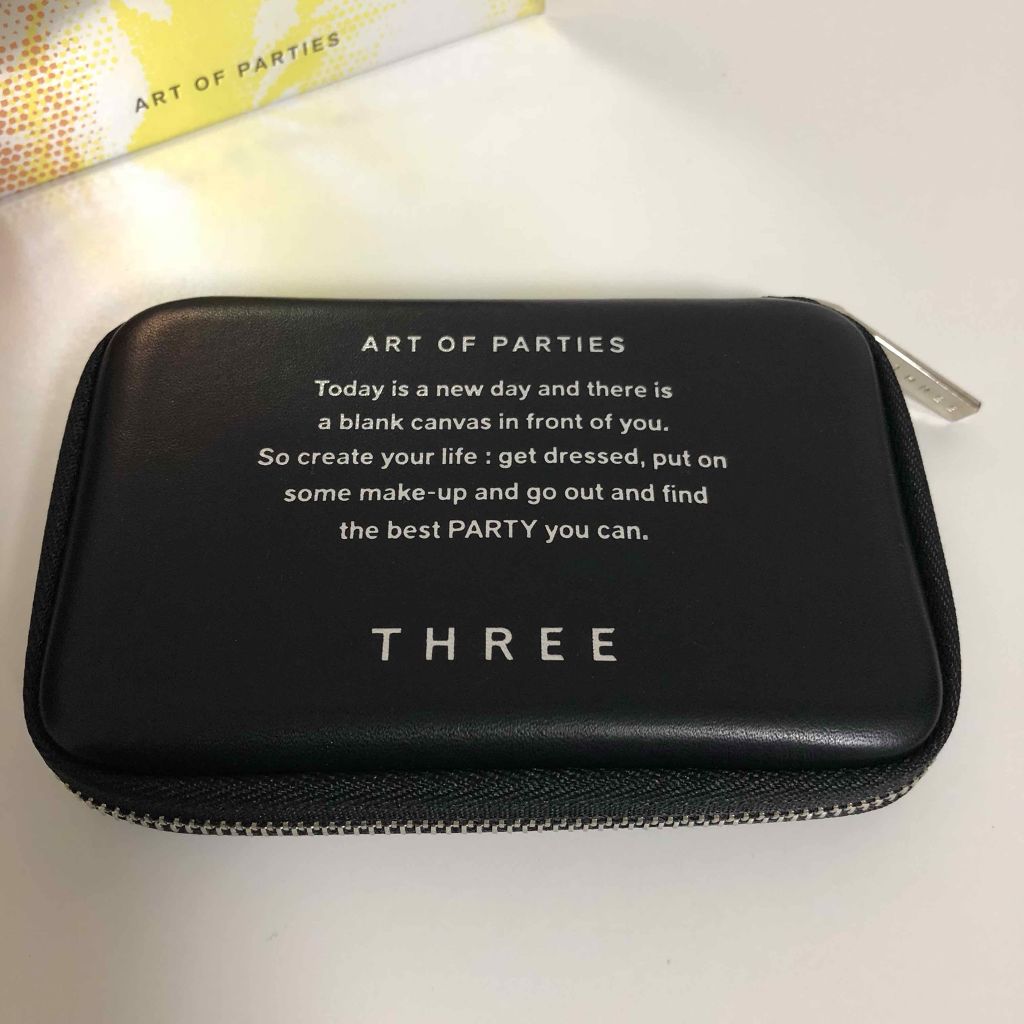 ART OF PARTIES
ART OF PARTIES
Today is a new day and there is
a blank canvas in front of you.
So create your life : get dressed, put on
some make-up and go out and find
the best PARTY you can.
THREE
THREE